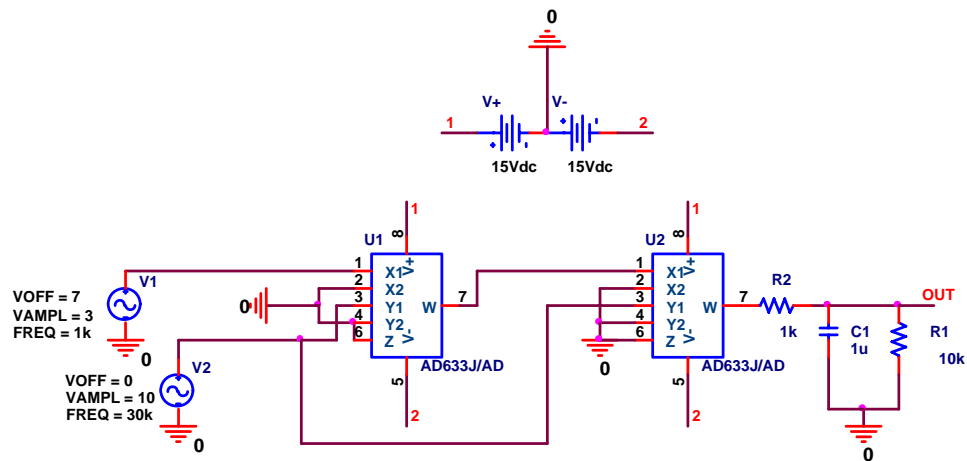 0
V+ V-
1 2
+ - + -
15Vdc 15Vdc
1 1
U1 8 U2 8
V1 1 X1 V+ 1 X1 V+ R2
VOFF = 7 2 X2 2 X2
VAMPL = 3 0 3 Y1 W 7 3 Y1 W 7 OUT
FREQ = 1k 4 Y2 4 Y2 1k C1 R1
6 Z V- 6 Z V- 1u 10k
0 V2 AD633J/AD 0 AD633J/AD
VOFF = 0 5 5
VAMPL = 10
FREQ = 30k 2 2
0 0